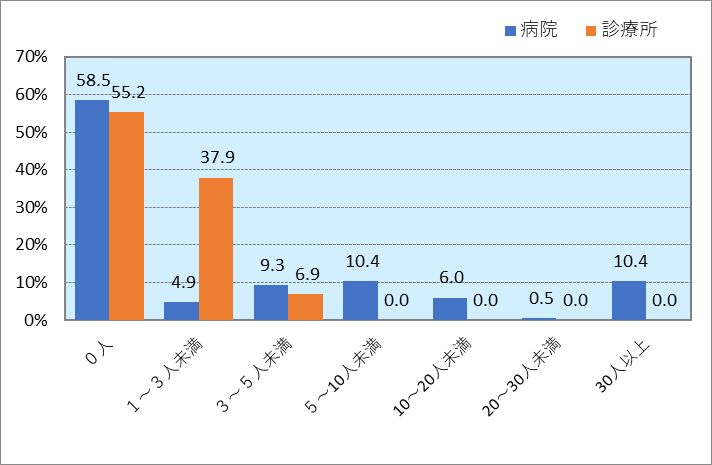 病院 診療所
70%
60%
50%
40%
30%
20%
10%
0%
58.5 55.2
4.9 37.9
9.3 6.9
10.4 0.0
6.0 0.0
0.5 0.0
10.4 0.0
０人
１～３人未満
３～５人未満
５～10人未満
10～20人未満
20～30人未満
30人以上